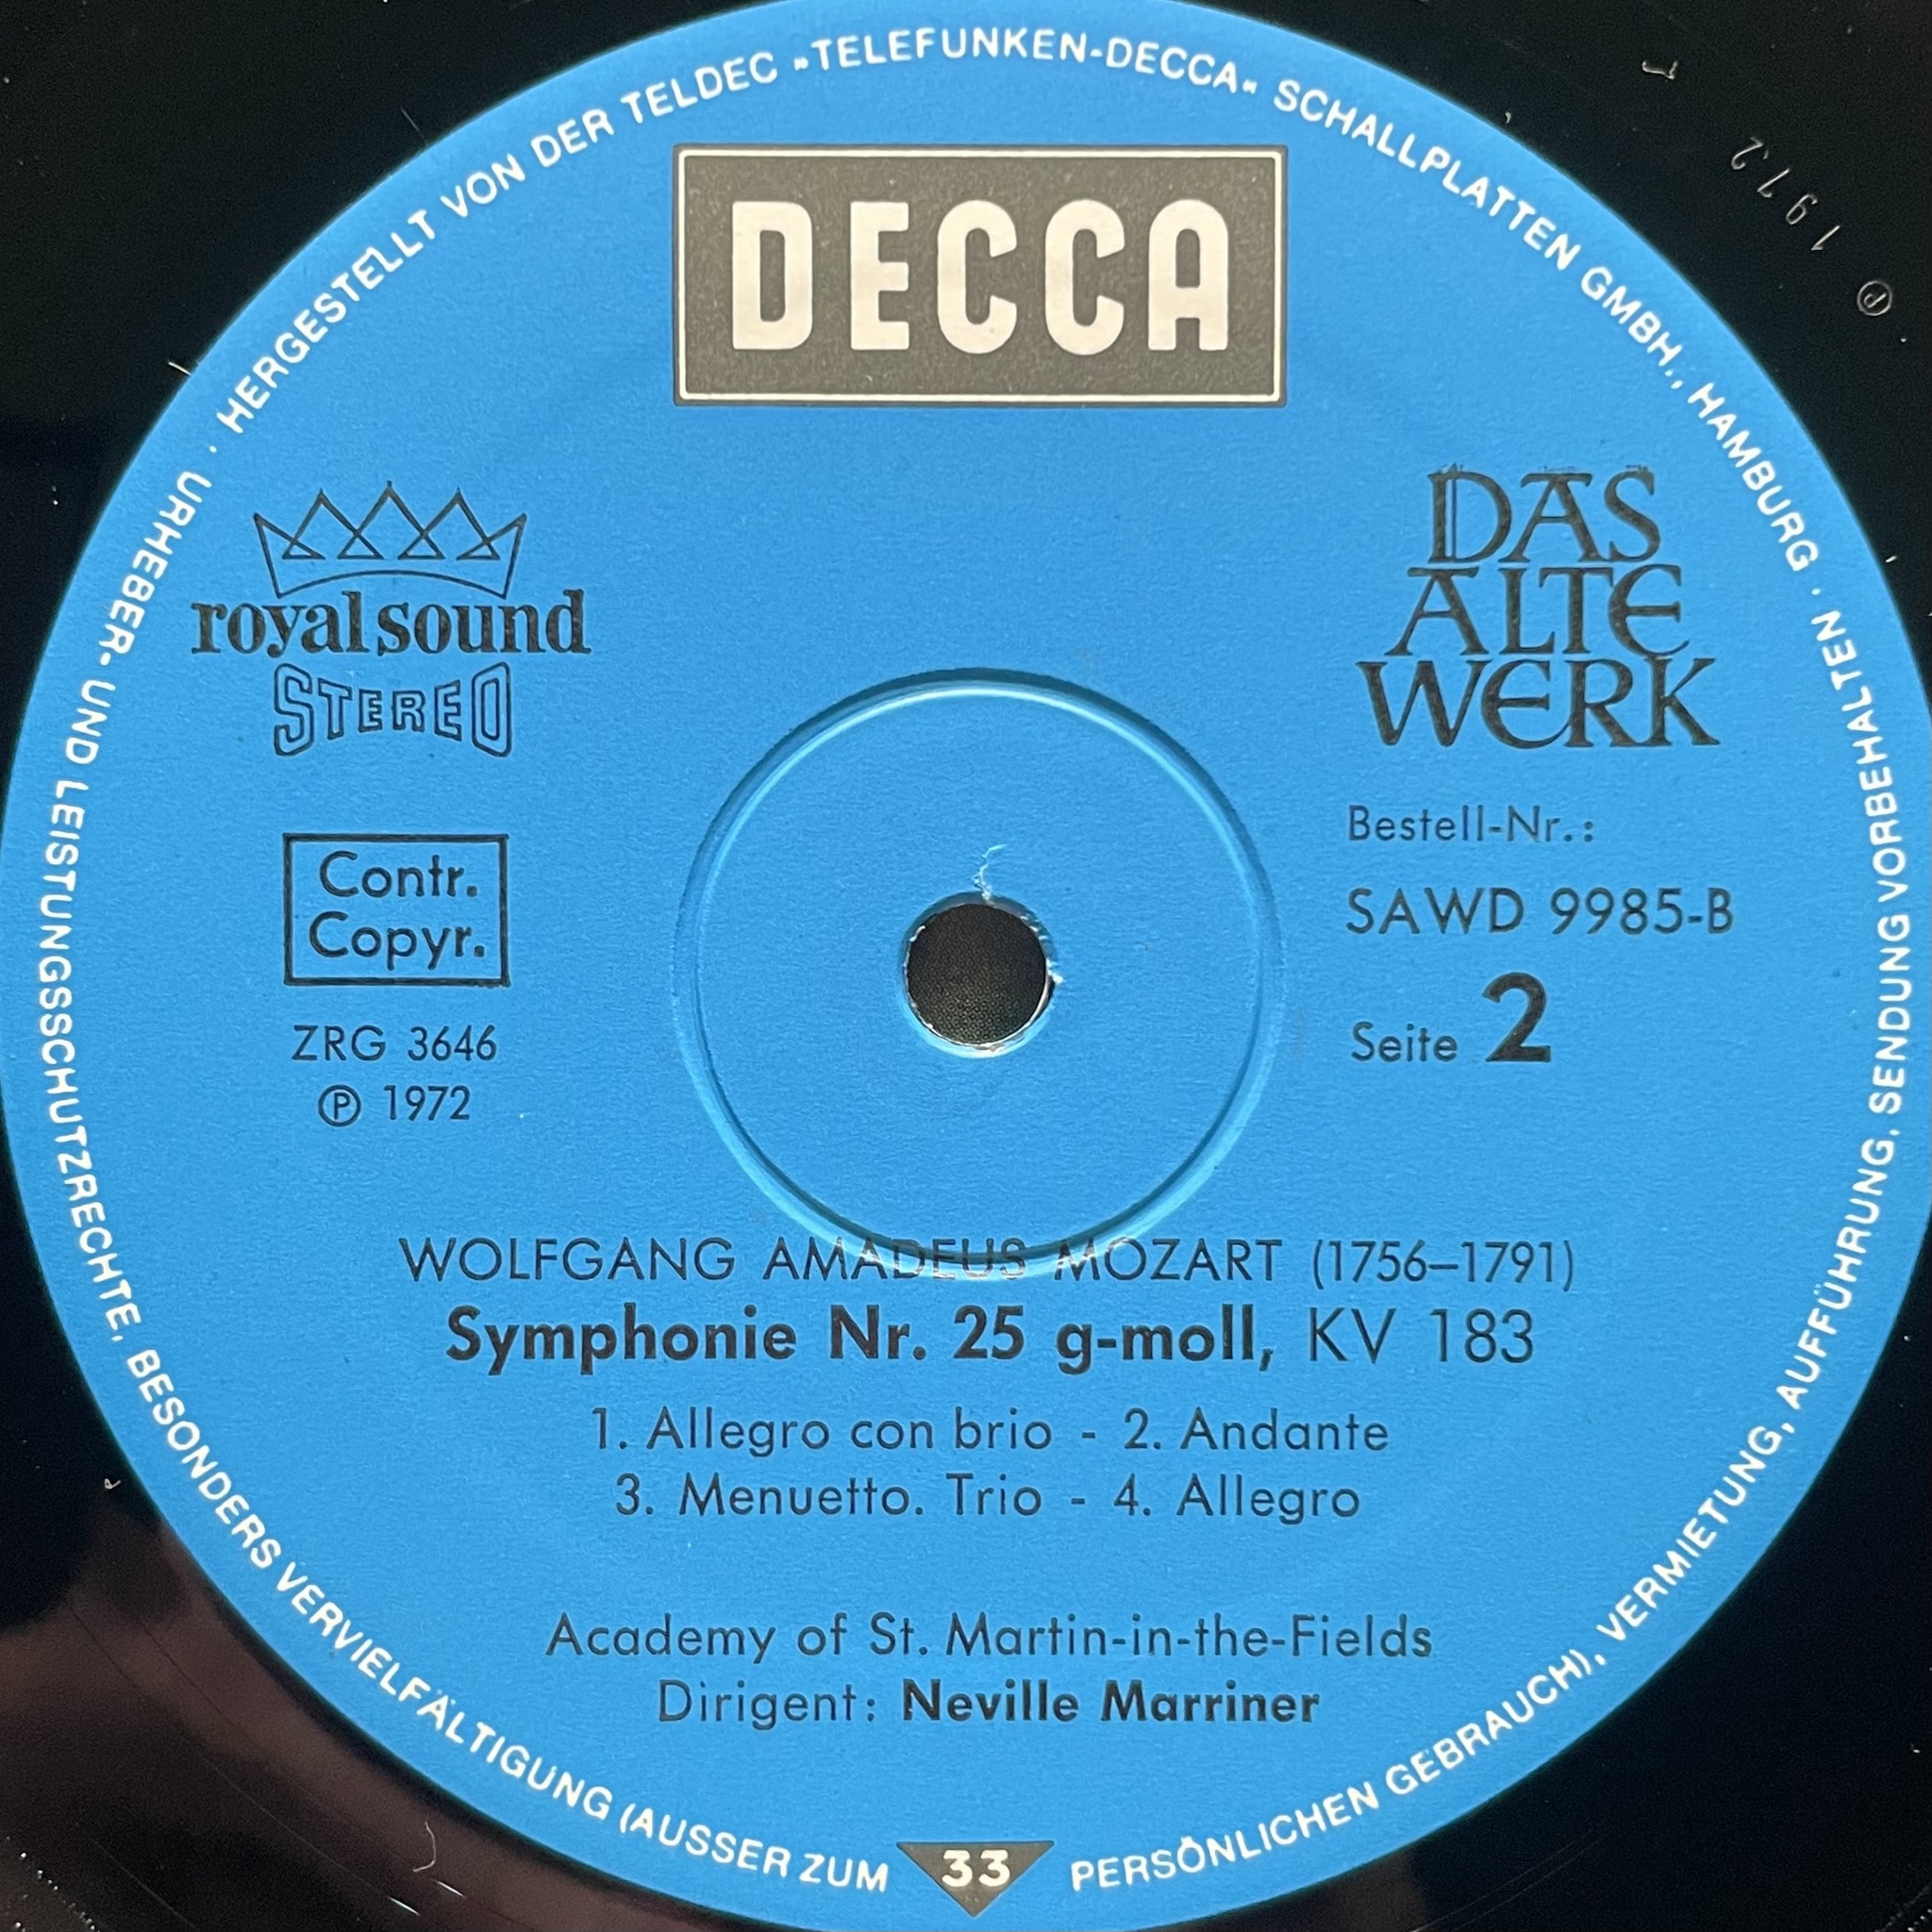 HERGESTELLT VON DER TELDEC »TELEFUNKEN-DECCA« SCHALLPLATTEN GMBH., HAMBURG · URHEBER- UND LEISTUNGSSCHUTZRECHTE, BESONDERS VERVIELFÄLTIGUNG (AUSSER ZUM PERSÖNLICHEN GEBRAUCH), VERMIETUNG, AUFFÜHRUNG, SENDUNG VORBEHALTEN ·
DECCA
royal sound
STEREO
DAS
ALTE
WERK
Contr.
Copyr.
ZRG 3646
℗ 1972
Bestell-Nr.:
SAWD 9985-B
Seite 2
WOLFGANG AMADEUS MOZART (1756–1791)
Symphonie Nr. 25 g-moll, KV 183
1. Allegro con brio - 2. Andante
3. Menuetto. Trio - 4. Allegro
Academy of St. Martin-in-the-Fields
Dirigent: Neville Marriner
33
℗ 1972